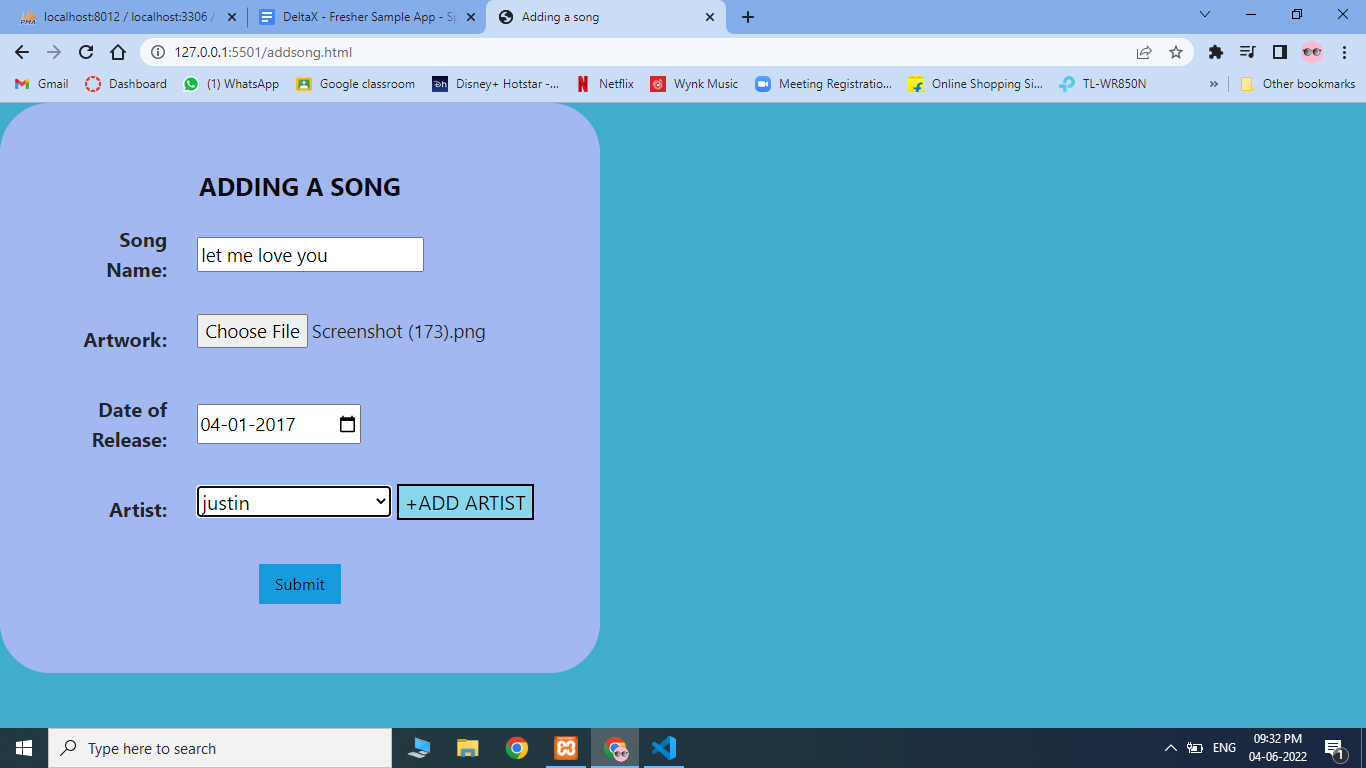 localhost:8012 / localhost:3306 /
DeltaX - Fresher Sample App - Sp
Adding a song
127.0.0.1:5501/addsong.html
Gmail
Dashboard
(1) WhatsApp
Google classroom
Disney+ Hotstar -...
Netflix
Wynk Music
Meeting Registratio...
Online Shopping Si...
TL-WR850N
»
Other bookmarks
ADDING A SONG
Song
Name:
let me love you
Artwork:
Choose File Screenshot (173).png
Date of
Release:
04-01-2017
Artist:
justin
+ADD ARTIST
Submit
Type here to search
ENG
09:32 PM
04-06-2022
1